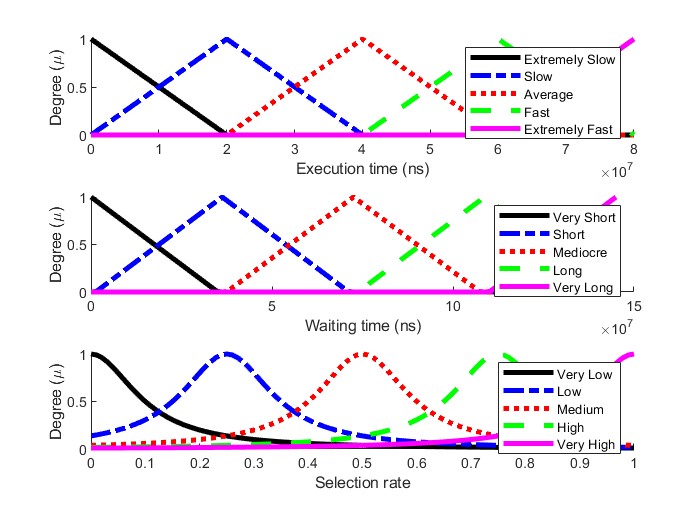 1
0.5
0
Degree (μ)
Extremely Slow
Slow
Average
Fast
Extremely Fast
0 1 2 3 4 5 6 7 8
Execution time (ns)
×10^7
1
0.5
0
Degree (μ)
Very Short
Short
Mediocre
Long
Very Long
0 5 10 15
Waiting time (ns)
×10^7
1
0.5
0
Degree (μ)
Very Low
Low
Medium
High
Very High
0 0.1 0.2 0.3 0.4 0.5 0.6 0.7 0.8 0.9 1
Selection rate